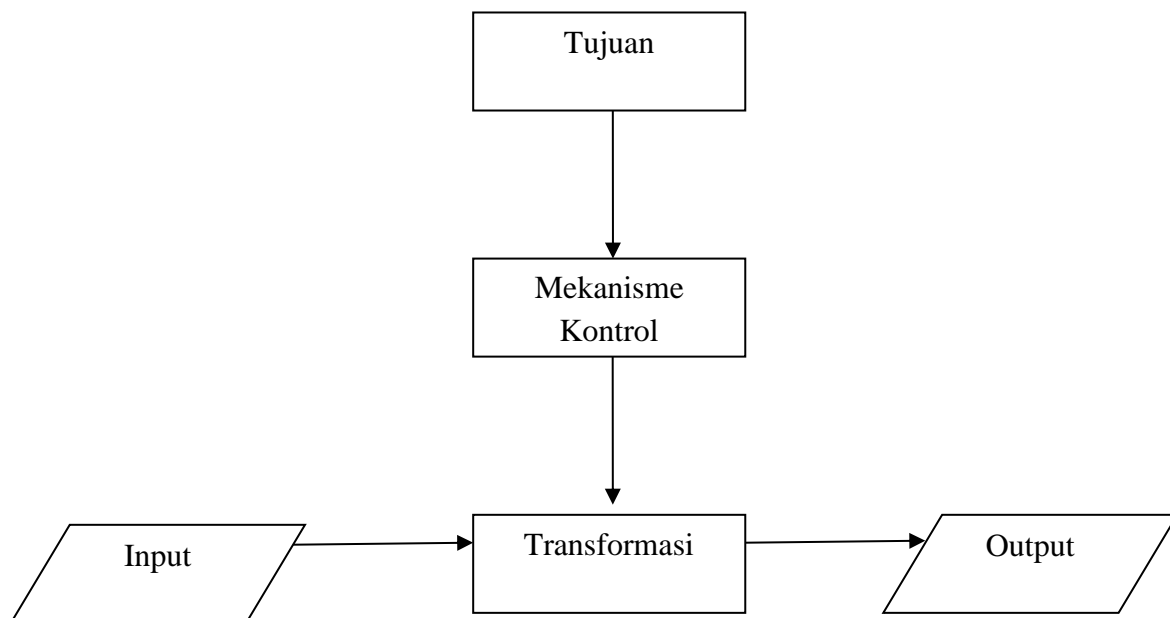 Tujuan
Mekanisme
Kontrol
Input
Transformasi
Output